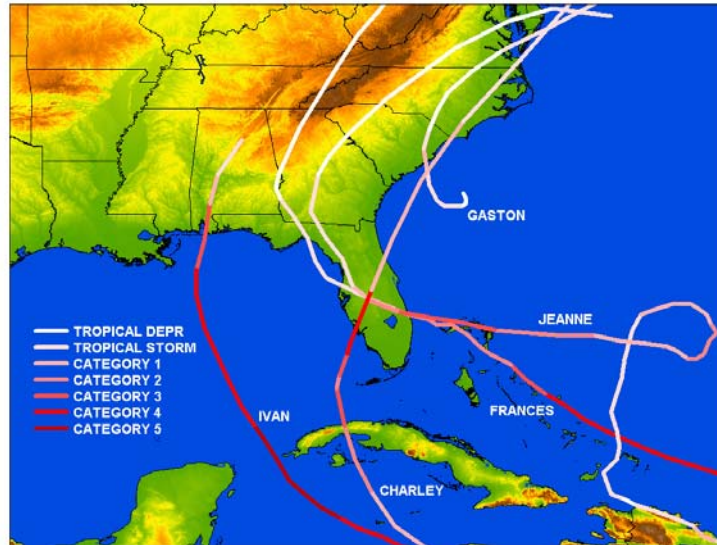 GASTON
JEANNE
TROPICAL DEPR
TROPICAL STORM
CATEGORY 1
CATEGORY 2
CATEGORY 3
CATEGORY 4
CATEGORY 5
IVAN
FRANCES
CHARLEY